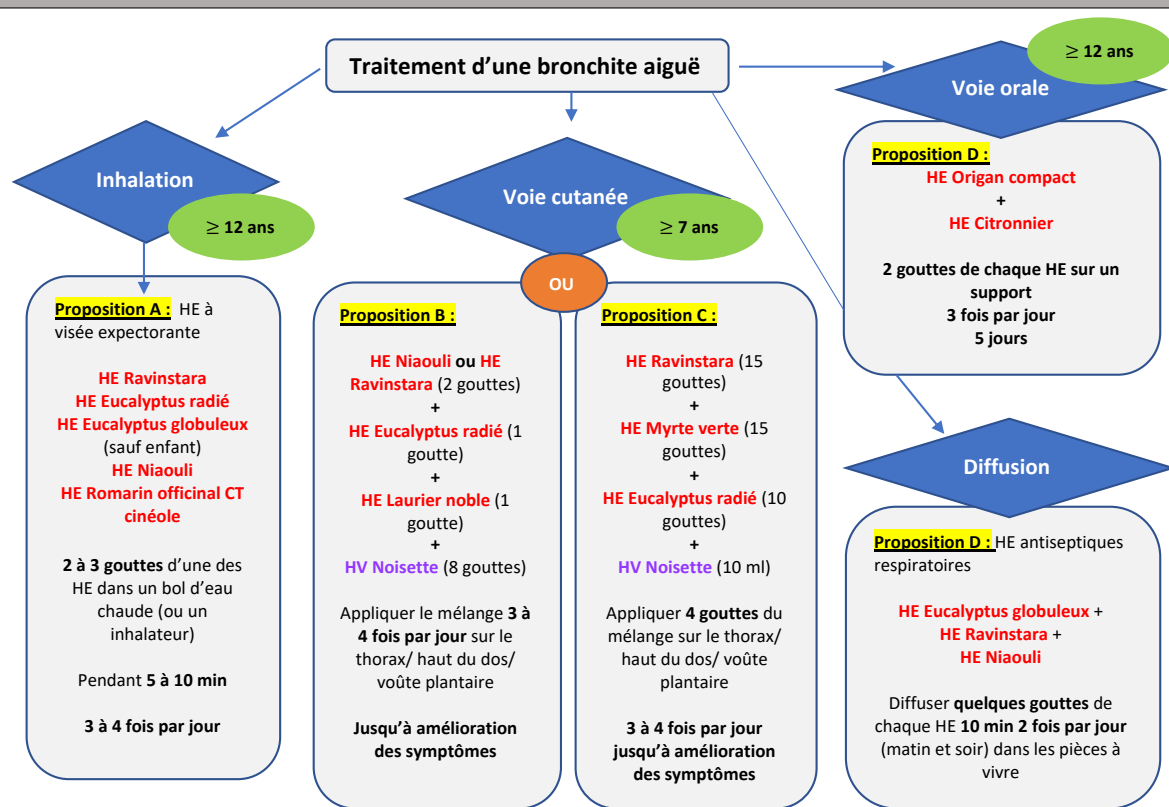 Traitement d'une bronchite aiguë
Inhalation
≥ 12 ans
Proposition A : HE à
visée expectorante
HE Ravinstara
HE Eucalyptus radié
HE Eucalyptus globuleux
(sauf enfant)
HE Niaouli
HE Romarin officinal CT
cinéole
2 à 3 gouttes d'une des
HE dans un bol d'eau
chaude (ou un
inhalateur)
Pendant 5 à 10 min
3 à 4 fois par jour
Voie cutanée
≥ 7 ans
OU
Proposition B :
HE Niaouli ou HE
Ravinstara (2 gouttes)
+
HE Eucalyptus radié (1
goutte)
+
HE Laurier noble (1
goutte)
+
HV Noisette (8 gouttes)
Appliquer le mélange 3 à
4 fois par jour sur le
thorax/ haut du dos/
voûte plantaire
Jusqu'à amélioration
des symptômes
Proposition C :
HE Ravinstara (15
gouttes)
+
HE Myrte verte (15
gouttes)
+
HE Eucalyptus radié (10
gouttes)
+
HV Noisette (10 ml)
Appliquer 4 gouttes du
mélange sur le thorax/
haut du dos/ voûte
plantaire
3 à 4 fois par jour
jusqu'à amélioration
des symptômes
Voie orale
≥ 12 ans
Proposition D :
HE Origan compact
+
HE Citronnier
2 gouttes de chaque HE sur un
support
3 fois par jour
5 jours
Diffusion
Proposition D : HE antiseptiques
respiratoires
HE Eucalyptus globuleux +
HE Ravinstara +
HE Niaouli
Diffuser quelques gouttes de
chaque HE 10 min 2 fois par jour
(matin et soir) dans les pièces à
vivre